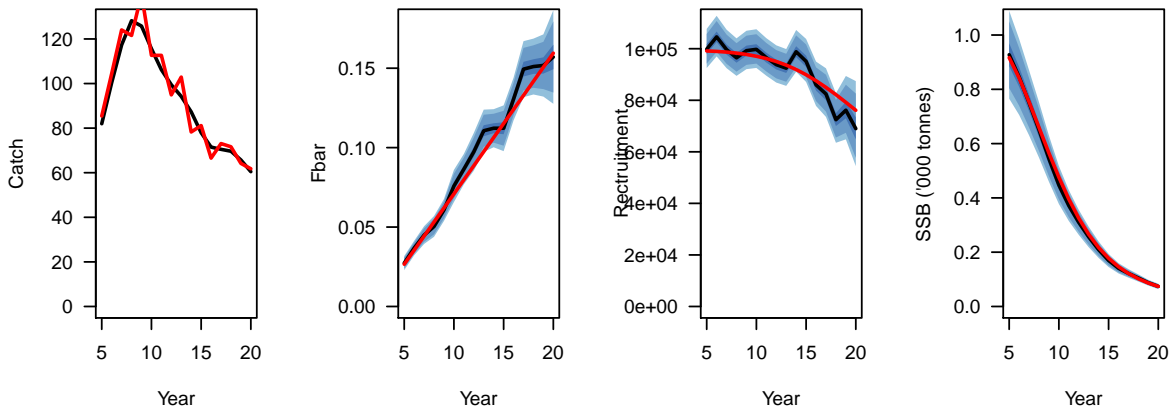 Catch
120
100
80
60
40
20
0
5 10 15 20
Year
Fbar
0.15
0.10
0.05
0.00
5 10 15 20
Year
Rectruitment
1e+05
8e+04
6e+04
4e+04
2e+04
0e+00
5 10 15 20
Year
SSB ('000 tonnes)
1.0
0.8
0.6
0.4
0.2
0.0
5 10 15 20
Year